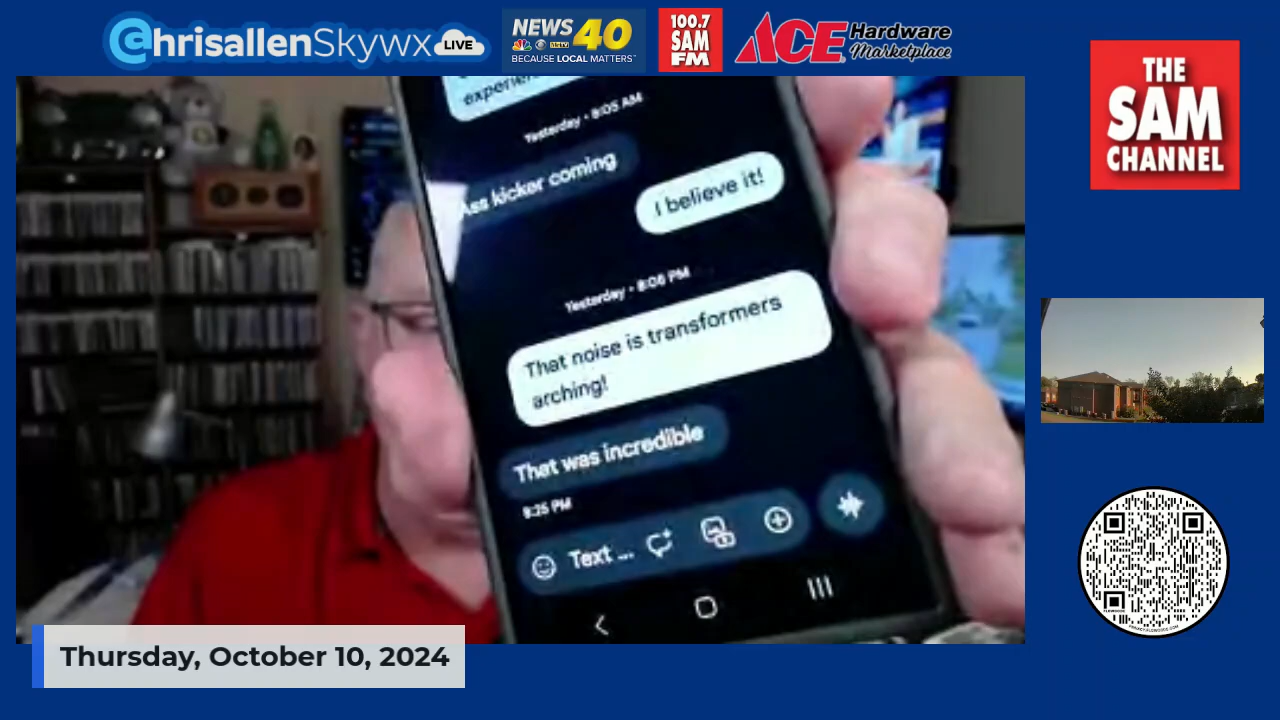 @hrisallenSkywx LIVE
NEWS 40
BECAUSE LOCAL MATTERS
100.7
SAM
FM
ACE Hardware
Marketplace
THE
SAM
CHANNEL
experien
Yesterday • 8:05 AM
Ass kicker coming
I believe it!
Yesterday • 8:06 PM
That noise is transformers
arching!
That was incredible
8:25 PM
Text ...
Thursday, October 10, 2024